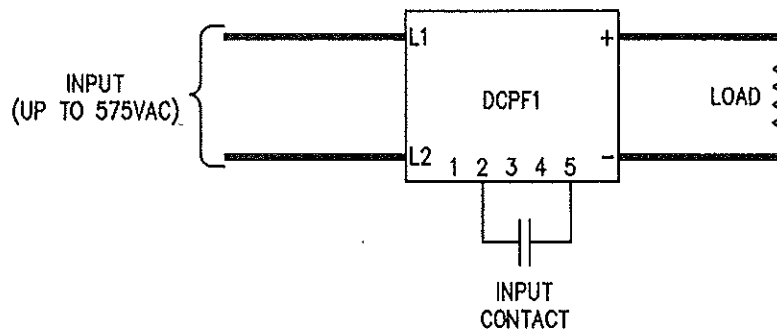 L1
+
INPUT
(UP TO 575VAC)
DCPF1
LOAD
L2
1 2 3 4 5
-
INPUT
CONTACT